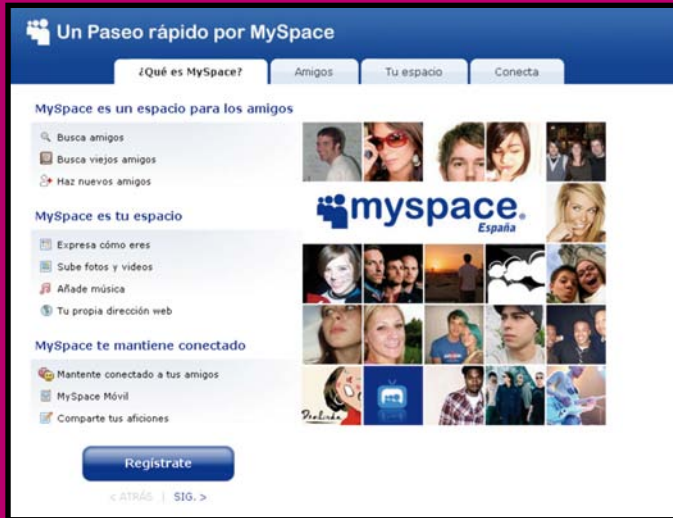 Un Paseo rápido por MySpace
¿Qué es MySpace? Amigos Tu espacio Conecta
MySpace es un espacio para los amigos
Busca amigos
Busca viejos amigos
Haz nuevos amigos
MySpace es tu espacio
Expresa cómo eres
Sube fotos y videos
Añade música
Tu propia dirección web
MySpace te mantiene conectado
Mantente conectado a tus amigos
MySpace Móvil
Comparte tus aficiones
Regístrate
< ATRÁS | SIG. >
myspace.
España